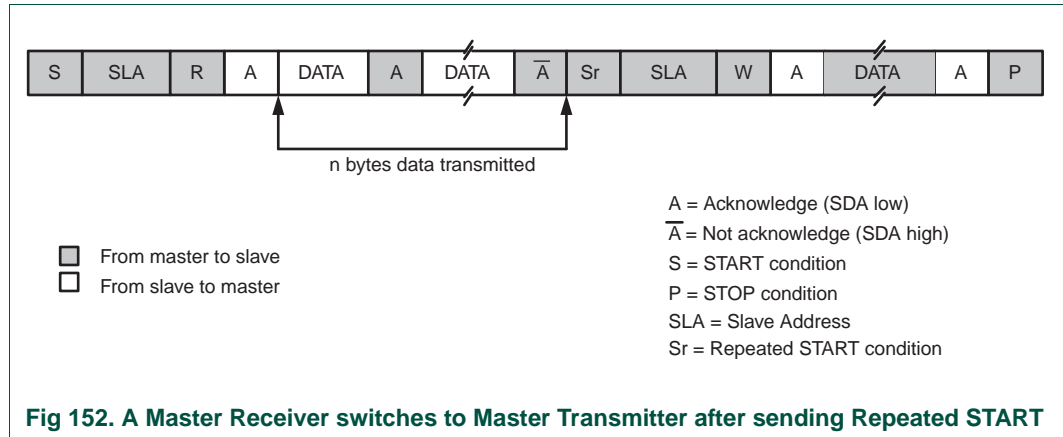 S SLA R A DATA A DATA A̅ Sr SLA W A DATA A P
n bytes data transmitted
From master to slave
From slave to master
A = Acknowledge (SDA low)
A̅ = Not acknowledge (SDA high)
S = START condition
P = STOP condition
SLA = Slave Address
Sr = Repeated START condition
Fig 152. A Master Receiver switches to Master Transmitter after sending Repeated START